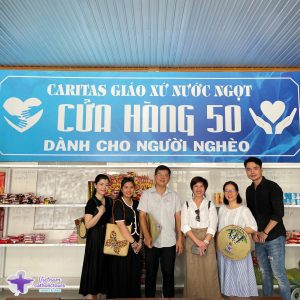 CARITAS GIÁO XỨ NƯỚC NGỌT
CỬA HÀNG 50
DÀNH CHO NGƯỜI NGHÈO